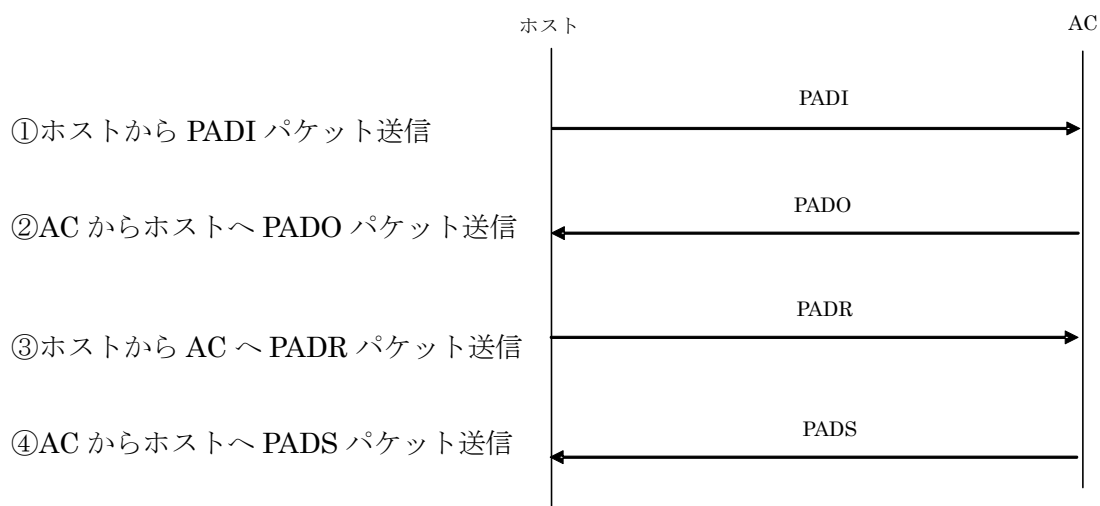 ホスト
AC
PADI
①ホストから PADI パケット送信
PADO
②AC からホストへ PADO パケット送信
PADR
③ホストから AC へ PADR パケット送信
PADS
④AC からホストへ PADS パケット送信